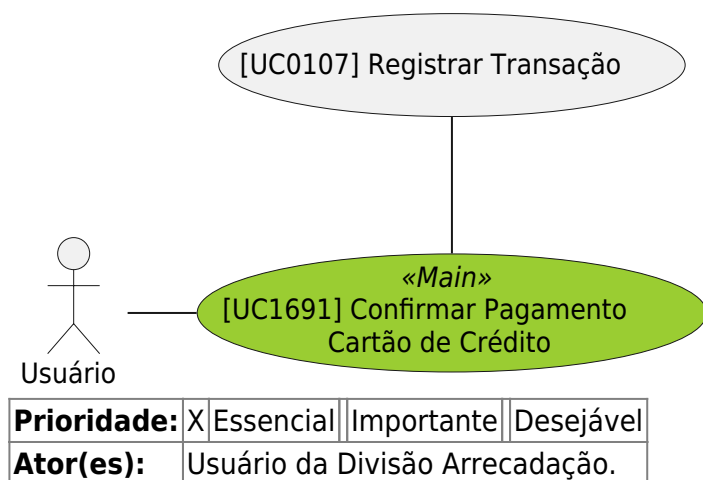 [UC0107] Registrar Transação
«Main»
[UC1691] Confirmar Pagamento
Cartão de Crédito
Usuário
Prioridade: X Essencial Importante Desejável
Ator(es): Usuário da Divisão Arrecadação.